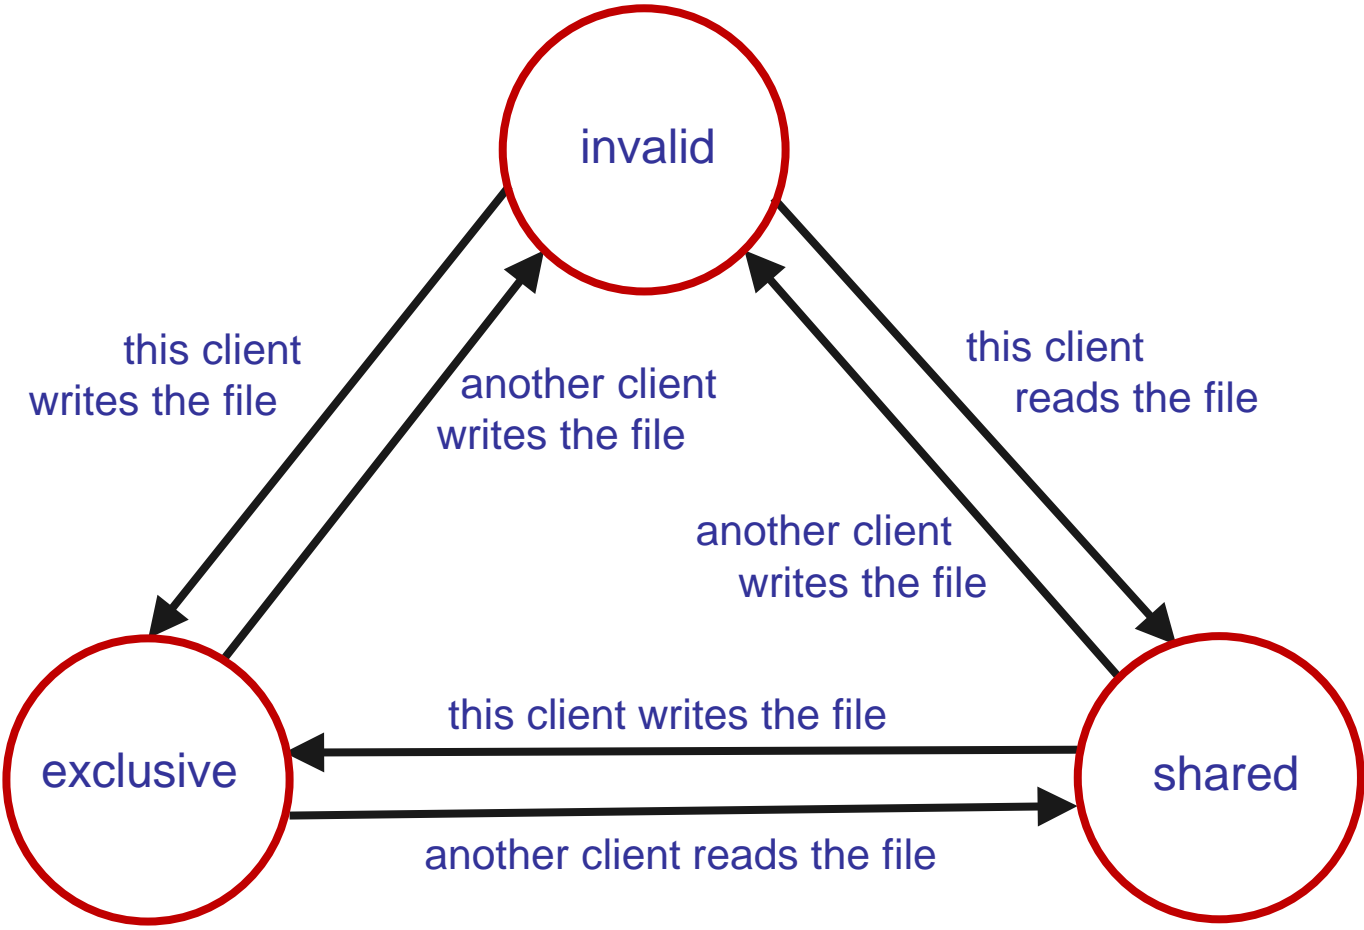 invalid
this client
writes the file
another client
writes the file
this client
reads the file
another client
writes the file
this client writes the file
exclusive
shared
another client reads the file